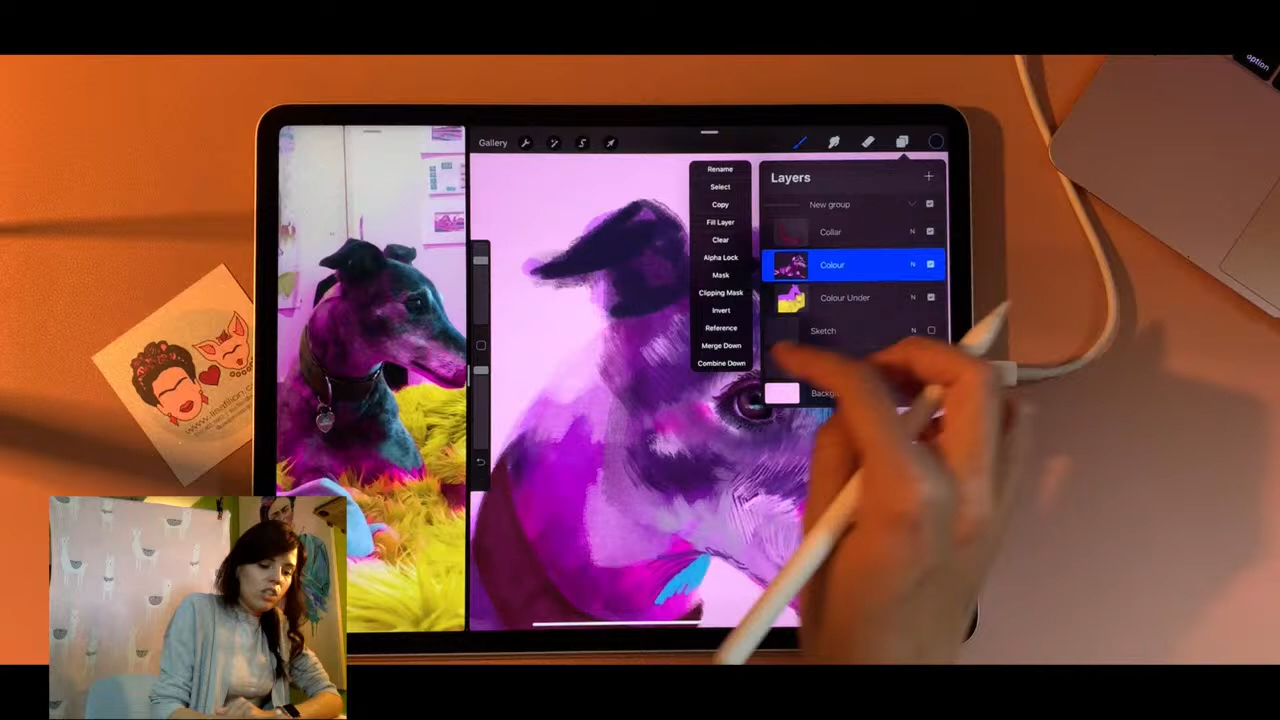 option
Gallery
Rename
Select
Copy
Fill Layer
Clear
Alpha Lock
Mask
Clipping Mask
Invert
Reference
Merge Down
Combine Down
Layers
New group
Collar
N
Colour
N
Colour Under
N
Sketch
N